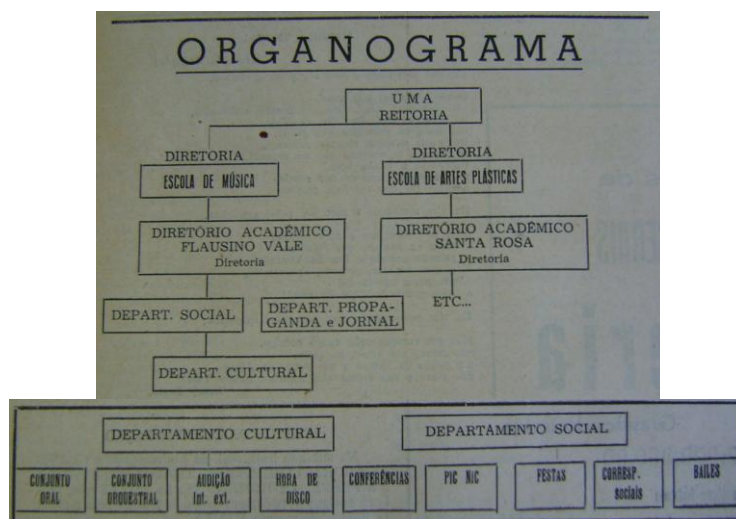 ORGANOGRAMA
UMA
REITORIA
DIRETORIA
ESCOLA DE MÚSICA
DIRETORIA
ESCOLA DE ARTES PLÁSTICAS
DIRETÓRIO ACADÊMICO
FLAUSINO VALE
Diretoria
DIRETÓRIO ACADÊMICO
SANTA ROSA
Diretoria
DEPART. SOCIAL
DEPART. PROPA-
GANDA e JORNAL
ETC...
DEPART. CULTURAL
DEPARTAMENTO CULTURAL
DEPARTAMENTO SOCIAL
CONJUNTO
ORAL
CONJUNTO
ORQUESTRAL
AUDIÇÃO
Int. ext.
HORA DE
DISCO
CONFERÊNCIAS
PIC NIC
FESTAS
CORRESP.
sociais
BAILES